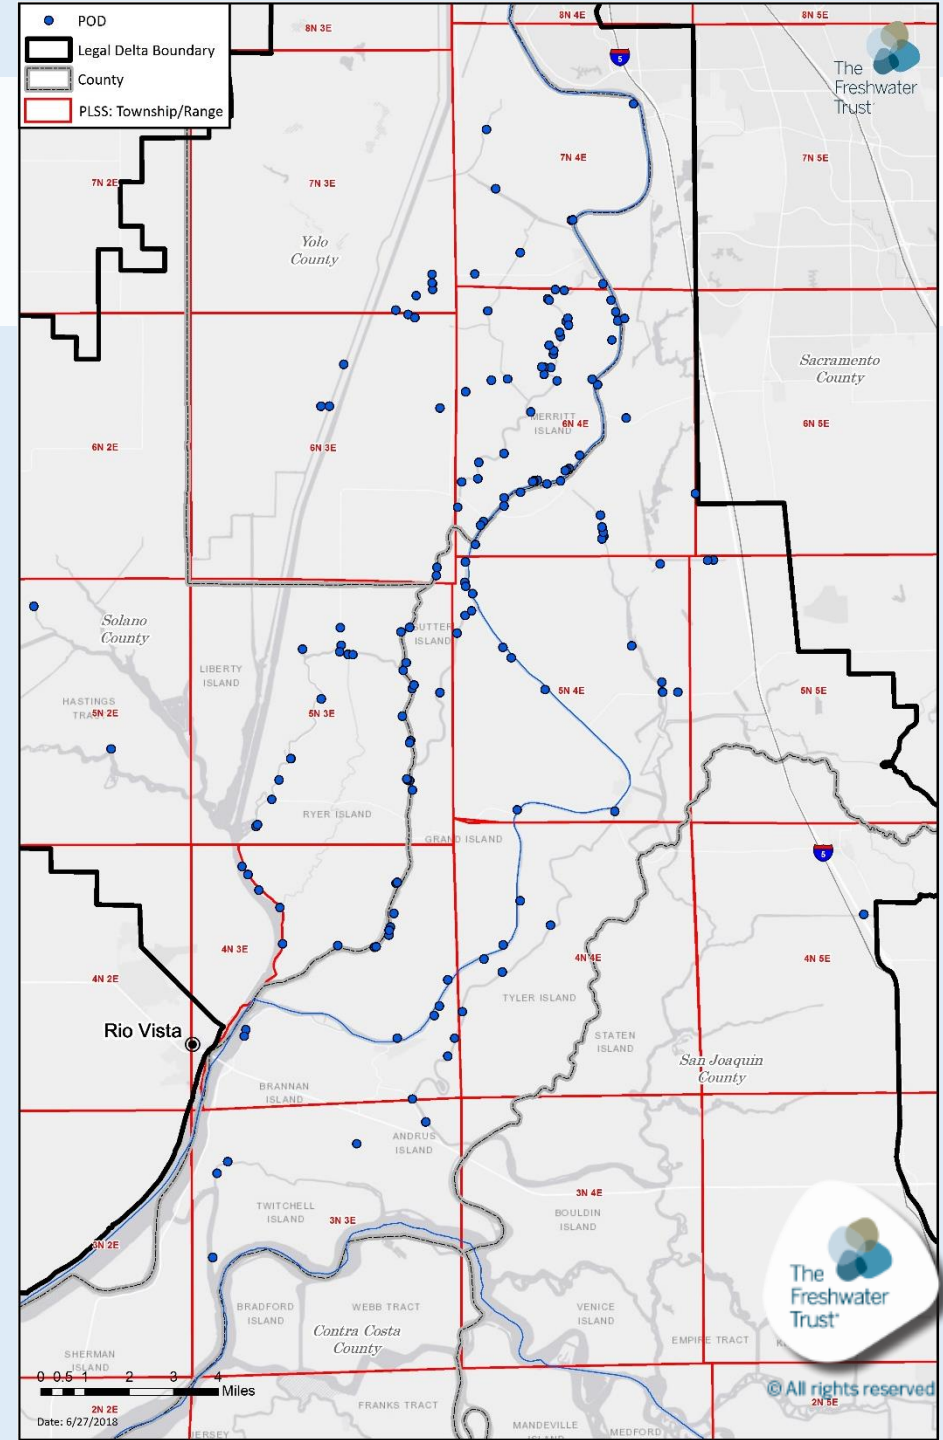 POD
Legal Delta Boundary
County
PLSS: Township/Range
8N 3E
8N 4E
8N 5E
5
The
Freshwater
Trust
7N 2E
7N 3E
7N 4E
7N 5E
Yolo
County
Sacramento
County
MERRITT
ISLAND
6N 2E
6N 3E
6N 4E
6N 5E
Solano
County
SUTTER
ISLAND
LIBERTY
ISLAND
HASTINGS
5N 2E
5N 3E
5N 4E
5N 5E
RYER ISLAND
GRAND ISLAND
5
4N 2E
4N 3E
4N 4E
4N 5E
TYLER ISLAND
Rio Vista
STATEN
ISLAND
San Joaquin
County
BRANNAN
ISLAND
ANDRUS
ISLAND
TWITCHELL
ISLAND
3N 2E
3N 3E
3N 4E
BOULDIN
ISLAND
The
Freshwater
Trust
BRADFORD
ISLAND
WEBB TRACT
VENICE
ISLAND
Contra Costa
County
EMPIRE TRACT
SHERMAN
ISLAND
0 0.5 1 2 3 4
Miles
© All rights reserved
2N 2E
2N 5E
FRANKS TRACT
Date: 6/27/2018
JERSEY
MANDEVILLE
ISLAND
MEDFORD